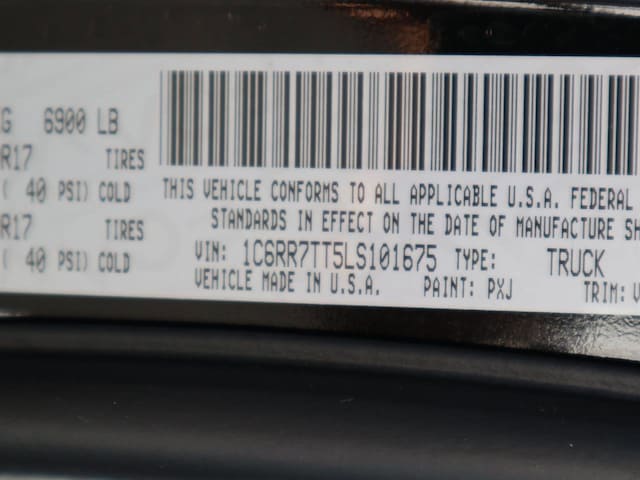 G 6900 LB
R17 TIRES
( 40 PSI) COLD
R17 TIRES
( 40 PSI) COLD
THIS VEHICLE CONFORMS TO ALL APPLICABLE U.S.A. FEDERAL
STANDARDS IN EFFECT ON THE DATE OF MANUFACTURE SH
VIN: 1C6RR7TT5LS101675 TYPE: TRUCK
VEHICLE MADE IN U.S.A. PAINT: PXJ TRIM: V